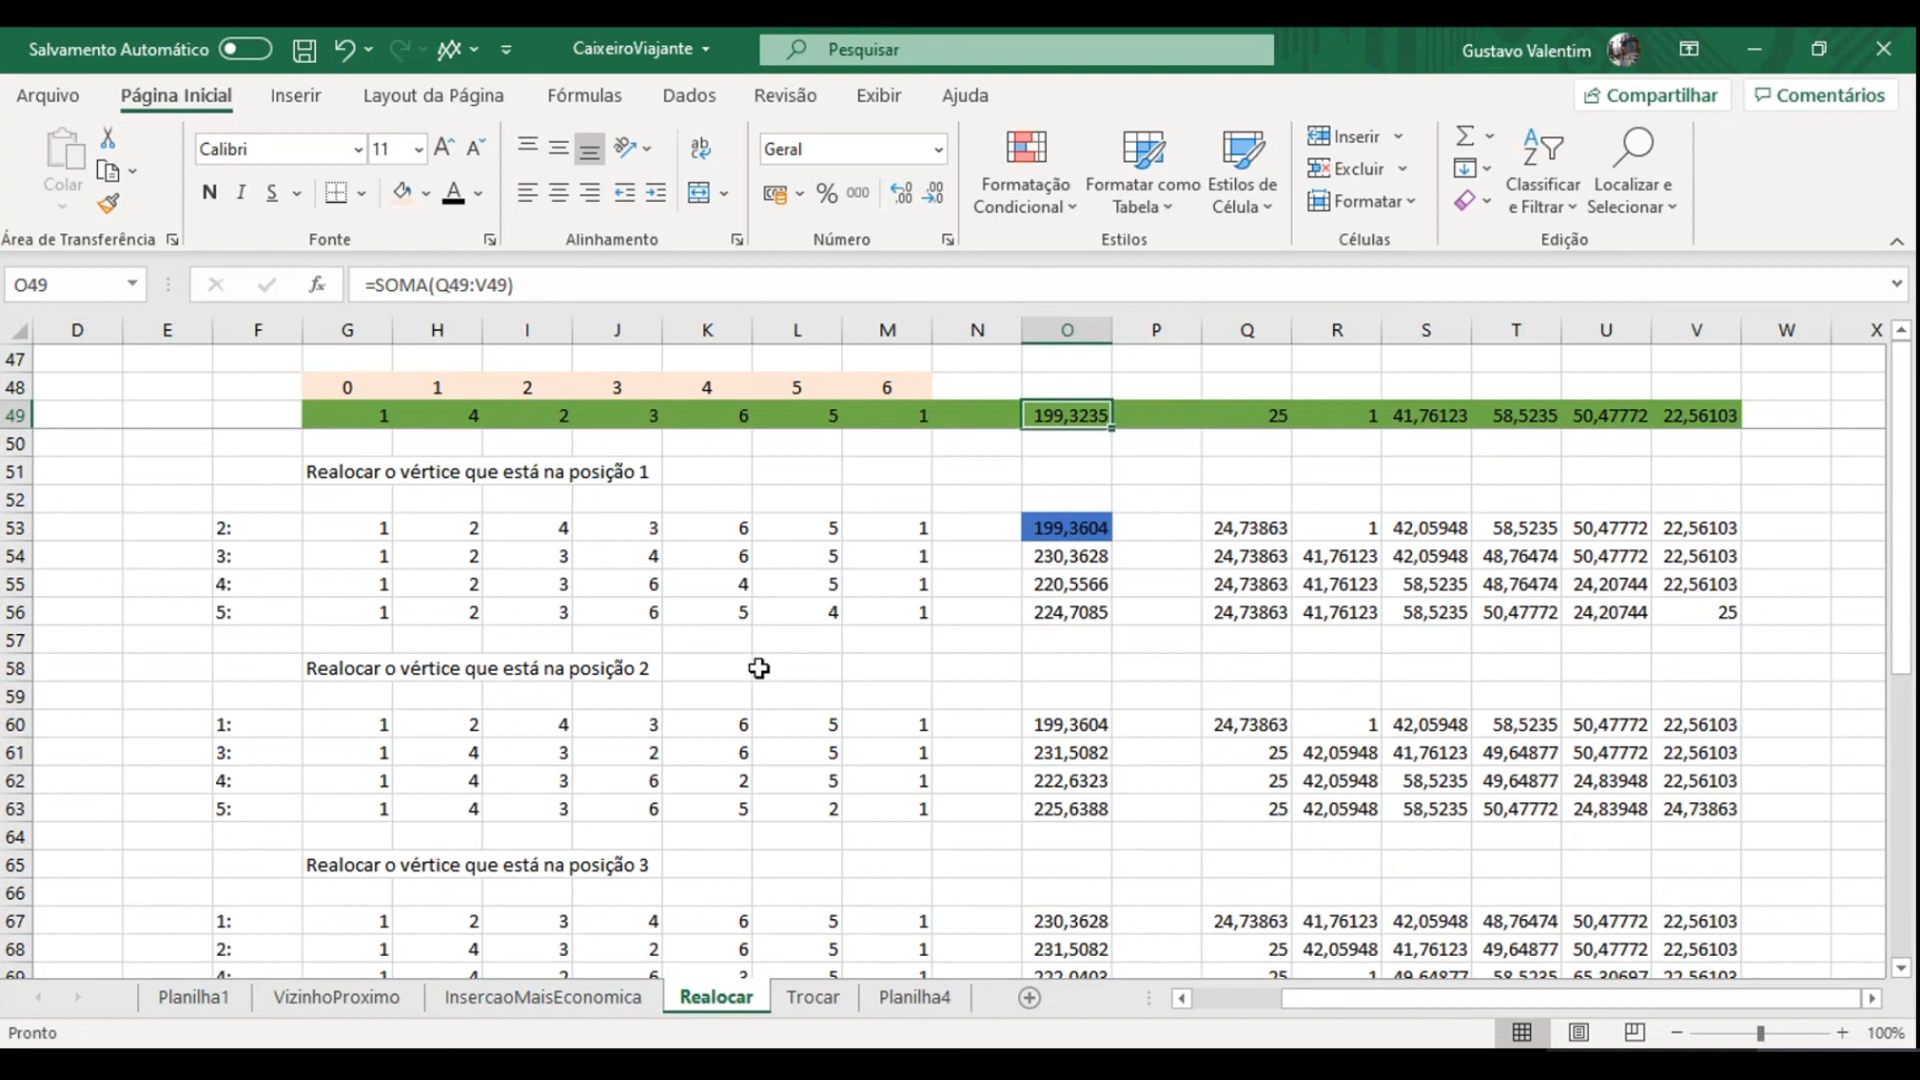 Salvamento Automático CaixeiroViajante Pesquisar Gustavo Valentim
Arquivo Página Inicial Inserir Layout da Página Fórmulas Dados Revisão Exibir Ajuda Compartilhar Comentários
Colar
Calibri 11
N I S
Geral
% 000
Formatação Condicional
Formatar como Tabela
Estilos de Célula
Inserir
Excluir
Formatar
Classificar e Filtrar
Localizar e Selecionar
Área de Transferência Fonte Alinhamento Número Estilos Células Edição
O49 fx =SOMA(Q49:V49)
D E F G H I J K L M N O P Q R S T U V W X
47
48 0 1 2 3 4 5 6
49 1 4 2 3 6 5 1 199,3235 25 1 41,76123 58,5235 50,47772 22,56103
50
51 Realocar o vértice que está na posição 1
52
53 2: 1 2 4 3 6 5 1 199,3604 24,73863 1 42,05948 58,5235 50,47772 22,56103
54 3: 1 2 3 4 6 5 1 230,3628 24,73863 41,76123 42,05948 48,76474 50,47772 22,56103
55 4: 1 2 3 6 4 5 1 220,5566 24,73863 41,76123 58,5235 48,76474 24,20744 22,56103
56 5: 1 2 3 6 5 4 1 224,7085 24,73863 41,76123 58,5235 50,47772 24,20744 25
57
58 Realocar o vértice que está na posição 2
59
60 1: 1 2 4 3 6 5 1 199,3604 24,73863 1 42,05948 58,5235 50,47772 22,56103
61 3: 1 4 3 2 6 5 1 231,5082 25 42,05948 41,76123 49,64877 50,47772 22,56103
62 4: 1 4 3 6 2 5 1 222,6323 25 42,05948 58,5235 49,64877 24,83948 22,56103
63 5: 1 4 3 6 5 2 1 225,6388 25 42,05948 58,5235 50,47772 24,83948 24,73863
64
65 Realocar o vértice que está na posição 3
66
67 1: 1 2 3 4 6 5 1 230,3628 24,73863 41,76123 42,05948 48,76474 50,47772 22,56103
68 2: 1 4 3 2 6 5 1 231,5082 25 42,05948 41,76123 49,64877 50,47772 22,56103
69 4: 1 4 2 6 3 5 1 222,0403 25 1 49,64877 58,5235 65,30697 22,56103
Planilha1 VizinhoProximo InsercaoMaisEconomica Realocar Trocar Planilha4
Pronto 100%